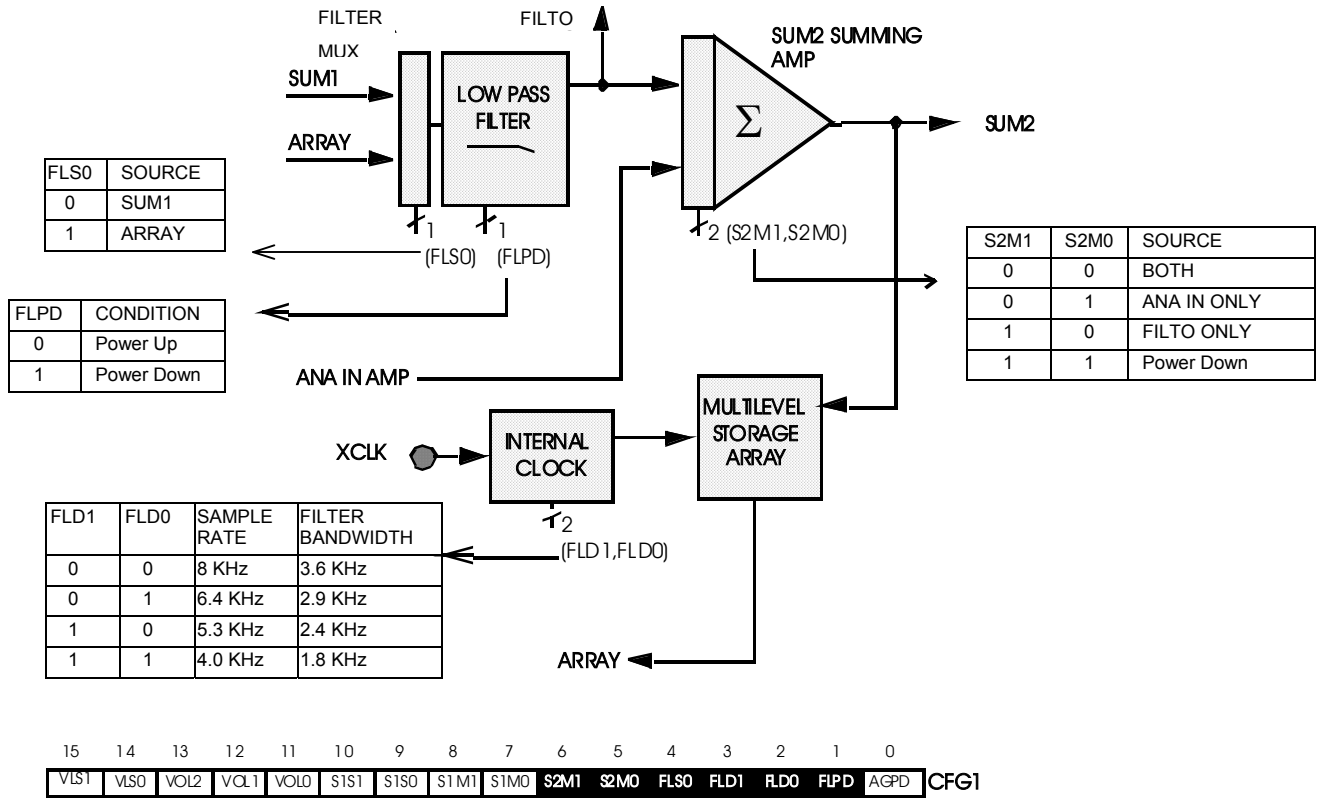 FILTER
MUX
FILTO
SUM2 SUMMING
AMP
SUM1
ARRAY
LOW PASS
FILTER
Σ
SUM2
FLS0 SOURCE
0 SUM1
1 ARRAY
1
(FLS0)
1
(FLPD)
2 (S2M1,S2M0)
S2M1 S2M0 SOURCE
0 0 BOTH
0 1 ANA IN ONLY
1 0 FILTO ONLY
1 1 Power Down
FLPD CONDITION
0 Power Up
1 Power Down
ANA IN AMP
XCLK
INTERNAL
CLOCK
MULTILEVEL
STORAGE
ARRAY
2
(FLD1,FLD0)
FLD1 FLD0 SAMPLE RATE FILTER BANDWIDTH
0 0 8 KHz 3.6 KHz
0 1 6.4 KHz 2.9 KHz
1 0 5.3 KHz 2.4 KHz
1 1 4.0 KHz 1.8 KHz
ARRAY
15 14 13 12 11 10 9 8 7 6 5 4 3 2 1 0
VLS1 VLS0 VOL2 VOL1 VOL0 S1S1 S1S0 S1M1 S1M0 S2M1 S2M0 FLS0 FLD1 FLD0 FLPD AGPD CFG1